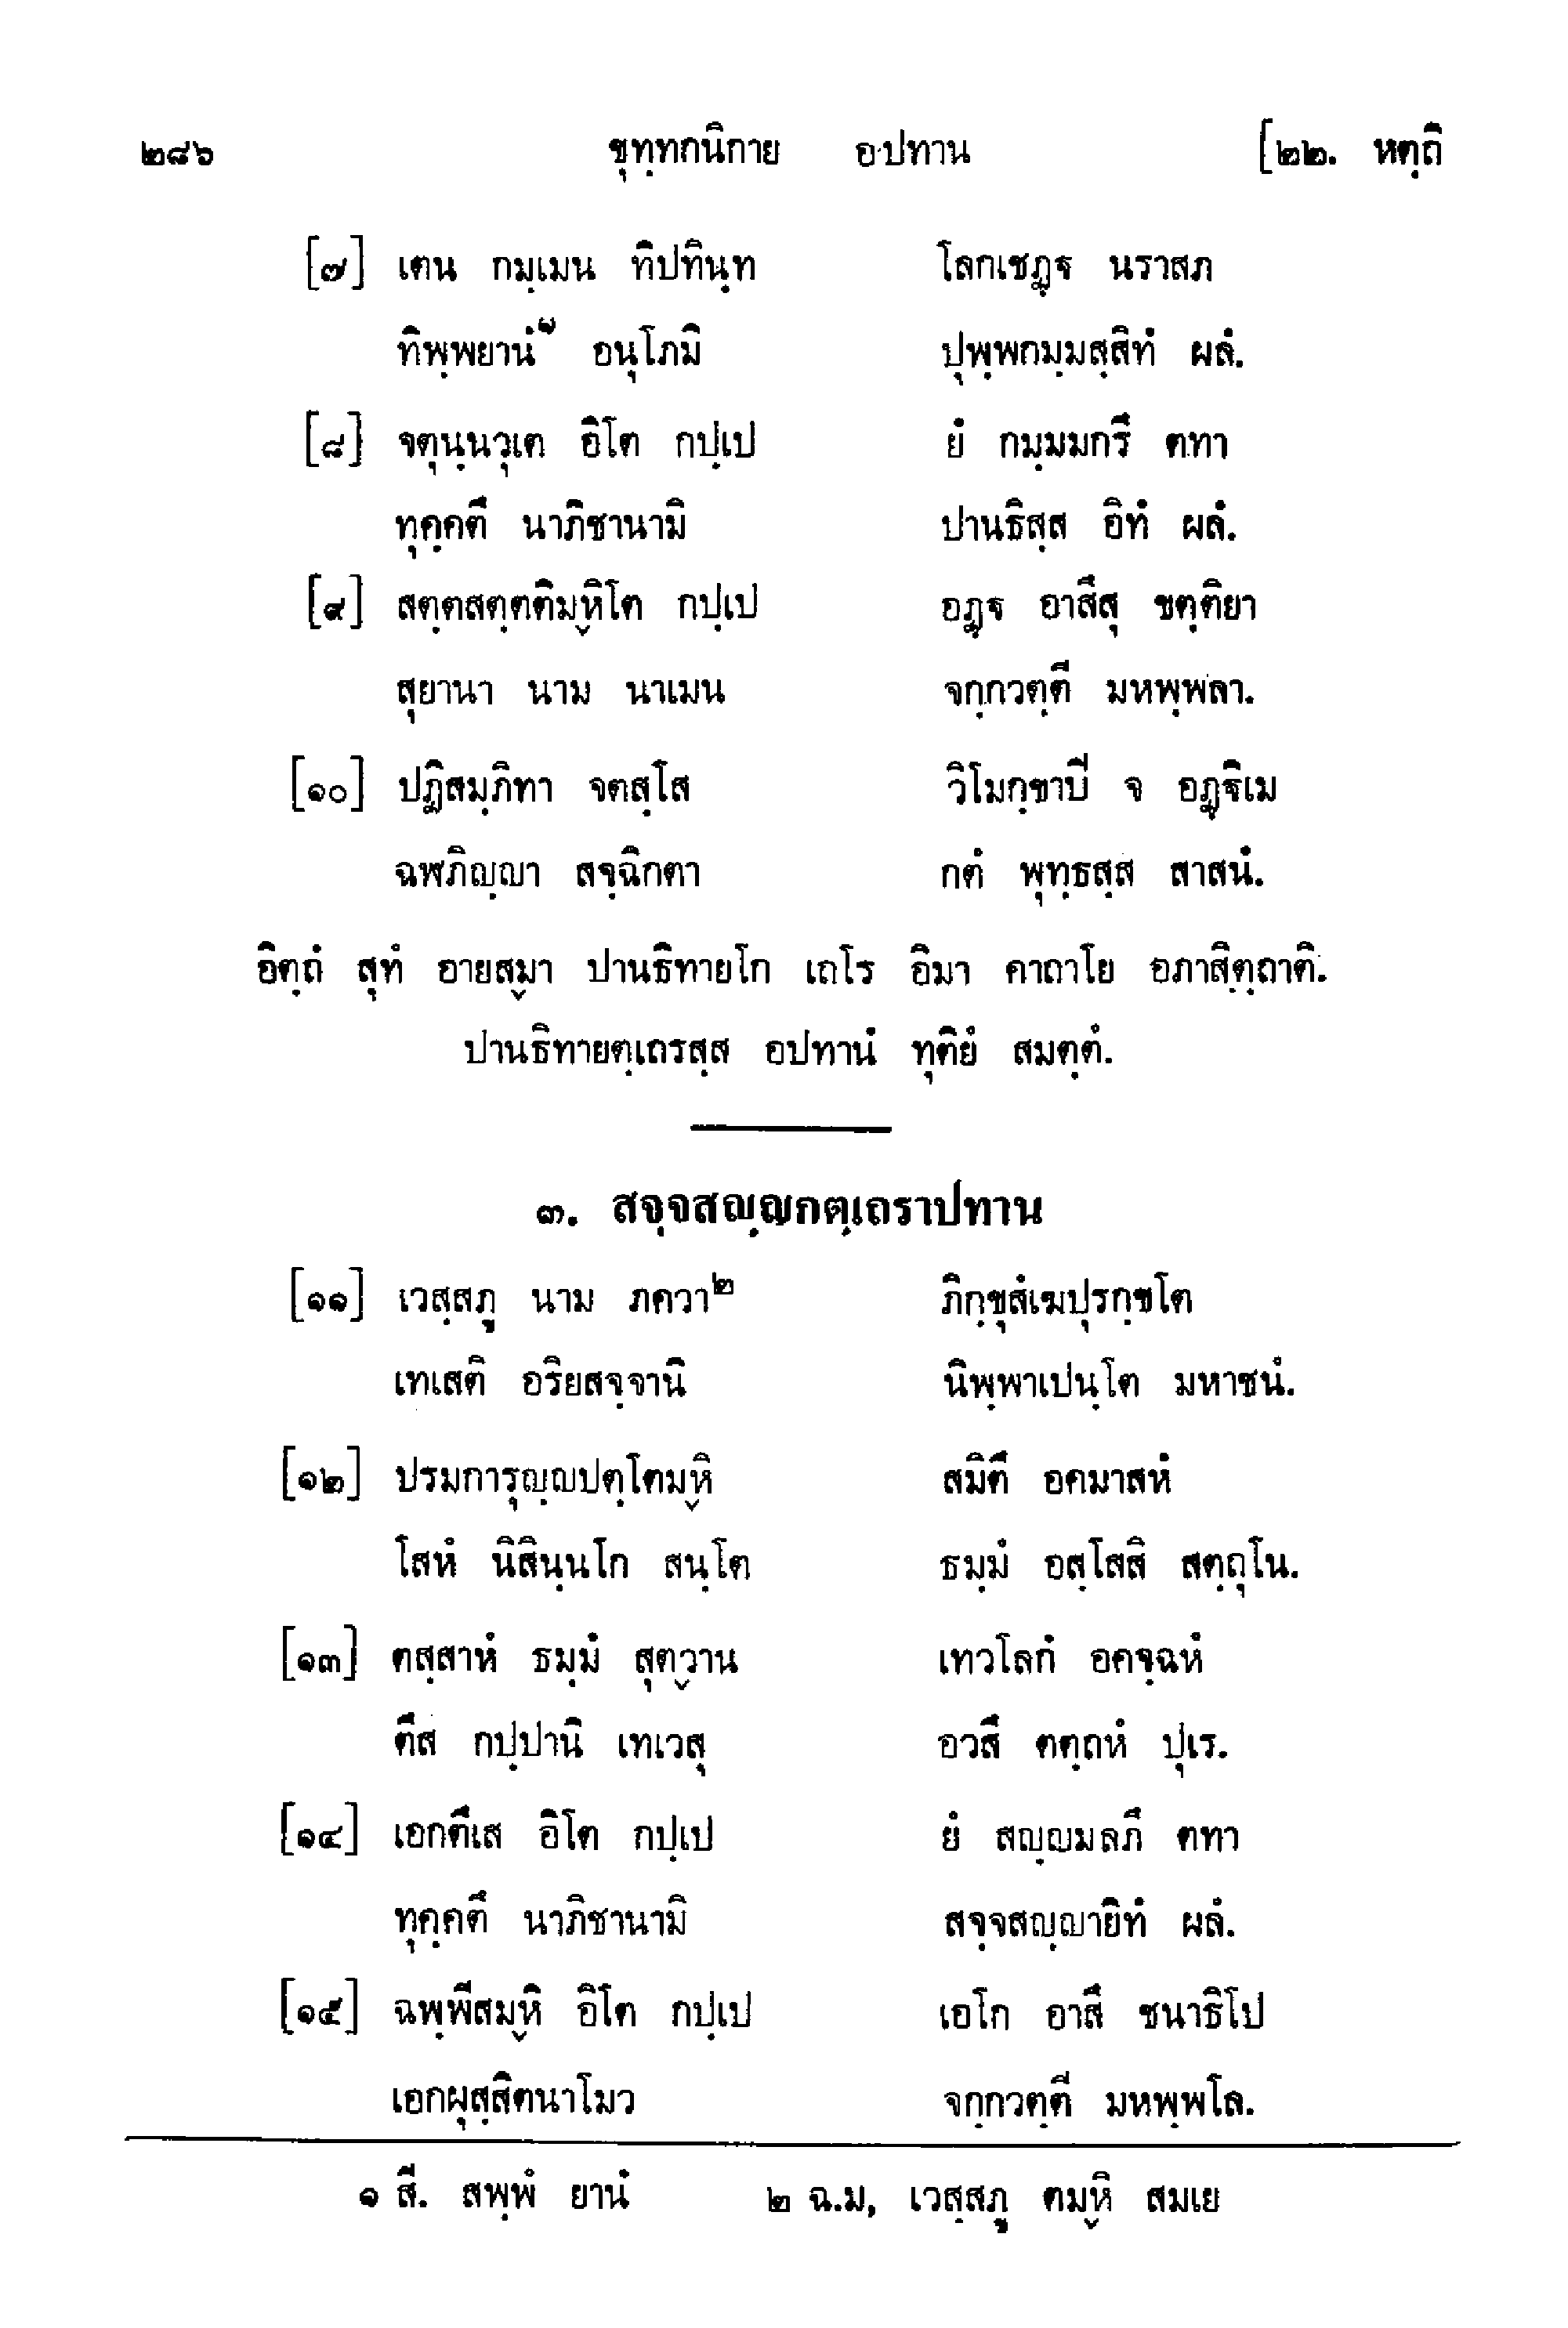 ๒๘๖ ขุทฺทกนิกาย อปทาน [๒๒. หตฺถิ
[๗] เตน กมฺเมน ทิปทินฺท โลกเชฏฺฐ นราสภ
ทิพฺพยานํ๑ อนุโภมิ ปุพฺพกมฺมสฺสิทํ ผลํ.
[๘] จตุนฺนวุเต อิโต กปฺเป ยํ กมฺมมกรึ ตทา
ทุคฺคตึ นาภิชานามิ ปานธิสฺส อิทํ ผลํ.
[๙] สตฺตสตฺตติมฺหิโต กปฺเป อฏฺฐ อาสึสุ ขตฺติยา
สุยานา นาม นาเมน จกฺกวตฺตี มหพฺพลา.
[๑๐] ปฏิสมฺภิทา จตสฺโส วิโมกฺขาปี จ อฏฺฐิเม
ฉฬภิญฺญา สจฺฉิกตา กตํ พุทฺธสฺส สาสนํ.
อิตฺถํ สุทํ อายสฺมา ปานธิทายโก เถโร อิมา คาถาโย อภาสิตฺถาติ.
ปานธิทายตฺเถรสฺส อปทานํ ทุติยํ สมตฺตํ.
๓. สจฺจสญฺญกตฺเถราปทาน
[๑๑] เวสฺสภู นาม ภควา๒ ภิกฺขุสํเฆปุรกฺขโต
เทเสติ อริยสจฺจานิ นิพฺพาเปนฺโต มหาชนํ.
[๑๒] ปรมการุญฺญปตฺโตมฺหิ สมิตึ อคมาสหํ
โสหํ นิสินฺนโก สนฺโต ธมฺมํ อสฺโสสิ สตฺถุโน.
[๑๓] ตสฺสาหํ ธมฺมํ สุตฺวาน เทวโลกํ อคจฺฉหํ
ตึส กปฺปานิ เทเวสุ อวสึ ตตฺถหํ ปุเร.
[๑๔] เอกตึเส อิโต กปฺเป ยํ สญฺญมลภึ ตทา
ทุคฺคตึ นาภิชานามิ สจฺจสญฺญายิทํ ผลํ.
[๑๕] ฉพฺพีสมฺหิ อิโต กปฺเป เอโก อาสึ ชนาธิโป
เอกผุสฺสิตนาโมว จกฺกวตฺตี มหพฺพโล.
๑ สี. สพฺพํ ยานํ ๒ ฉ.ม, เวสฺสภู ตมฺหิ สมเย